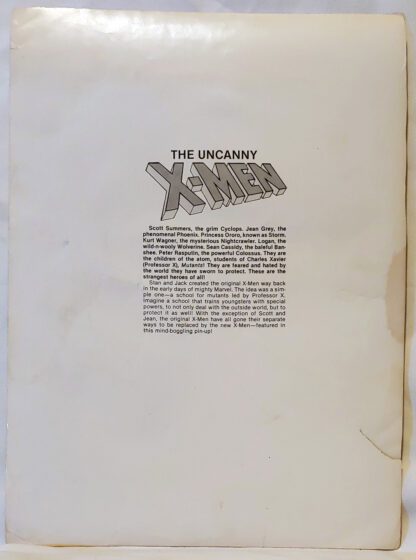 THE UNCANNY
X-MEN
Scott Summers, the grim Cyclops. Jean Grey, the
phenomenal Phoenix. Princess Ororo, known as Storm.
Kurt Wagner, the mysterious Nightcrawler. Logan, the
wild-n-wooly Wolverine. Sean Cassidy, the baleful Ban-
shee. Peter Rasputin, the powerful Colossus. They are
the children of the atom, students of Charles Xavier
(Professor X), Mutants! They are feared and hated by
the world they have sworn to protect. These are the
strangest heroes of all!
Stan and Jack created the original X-Men way back
in the early days of mighty Marvel. The idea was a sim-
ple one—a school for mutants led by Professor X.
Imagine a school that trains youngsters with special
powers, to not only deal with the outside world, but to
protect it as well! With the exception of Scott and
Jean, the original X-Men have all gone their separate
ways to be replaced by the new X-Men—featured in
this mind-boggling pin-up!